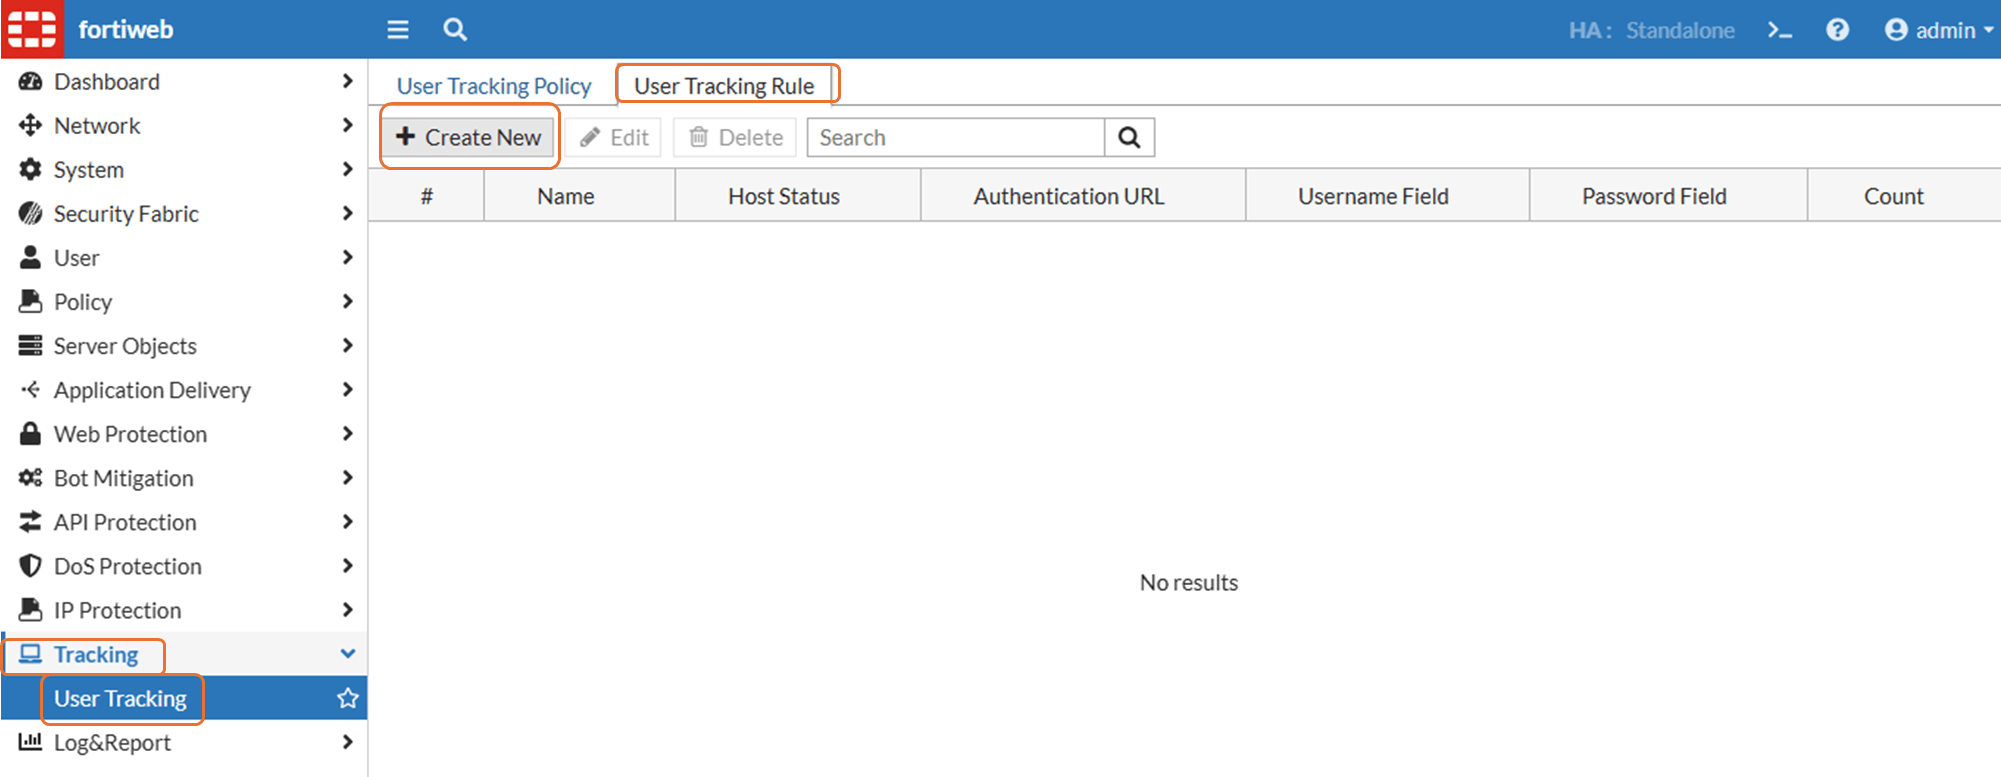 fortiweb
HA: Standalone
admin
Dashboard
Network
System
Security Fabric
User
Policy
Server Objects
Application Delivery
Web Protection
Bot Mitigation
API Protection
DoS Protection
IP Protection
Tracking
User Tracking
Log&Report
User Tracking Policy User Tracking Rule
Create New Edit Delete Search
# Name Host Status Authentication URL Username Field Password Field Count
No results